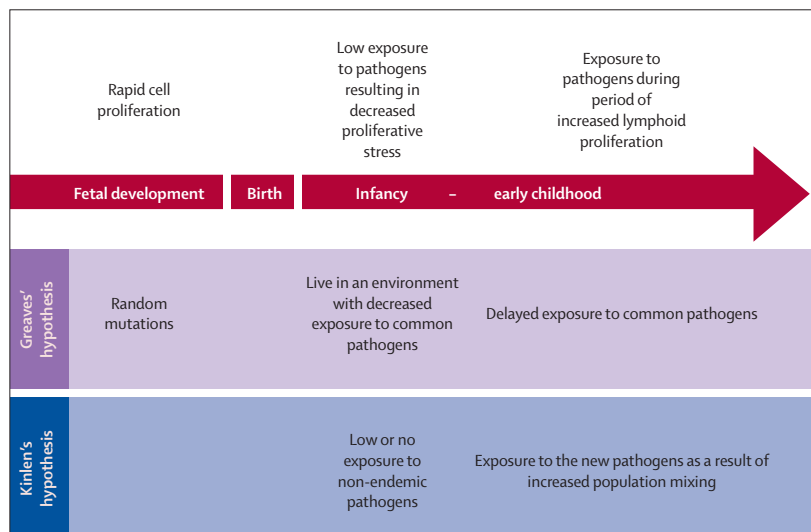 Rapid cell
proliferation
Low exposure
to pathogens
resulting in
decreased
proliferative
stress
Exposure to
pathogens during
period of
increased lymphoid
proliferation
Fetal development
Birth
Infancy – early childhood
Greaves'
hypothesis
Random
mutations
Live in an environment
with decreased
exposure to common
pathogens
Delayed exposure to common pathogens
Kinlen's
hypothesis
Low or no
exposure to
non-endemic
pathogens
Exposure to the new pathogens as a result of
increased population mixing